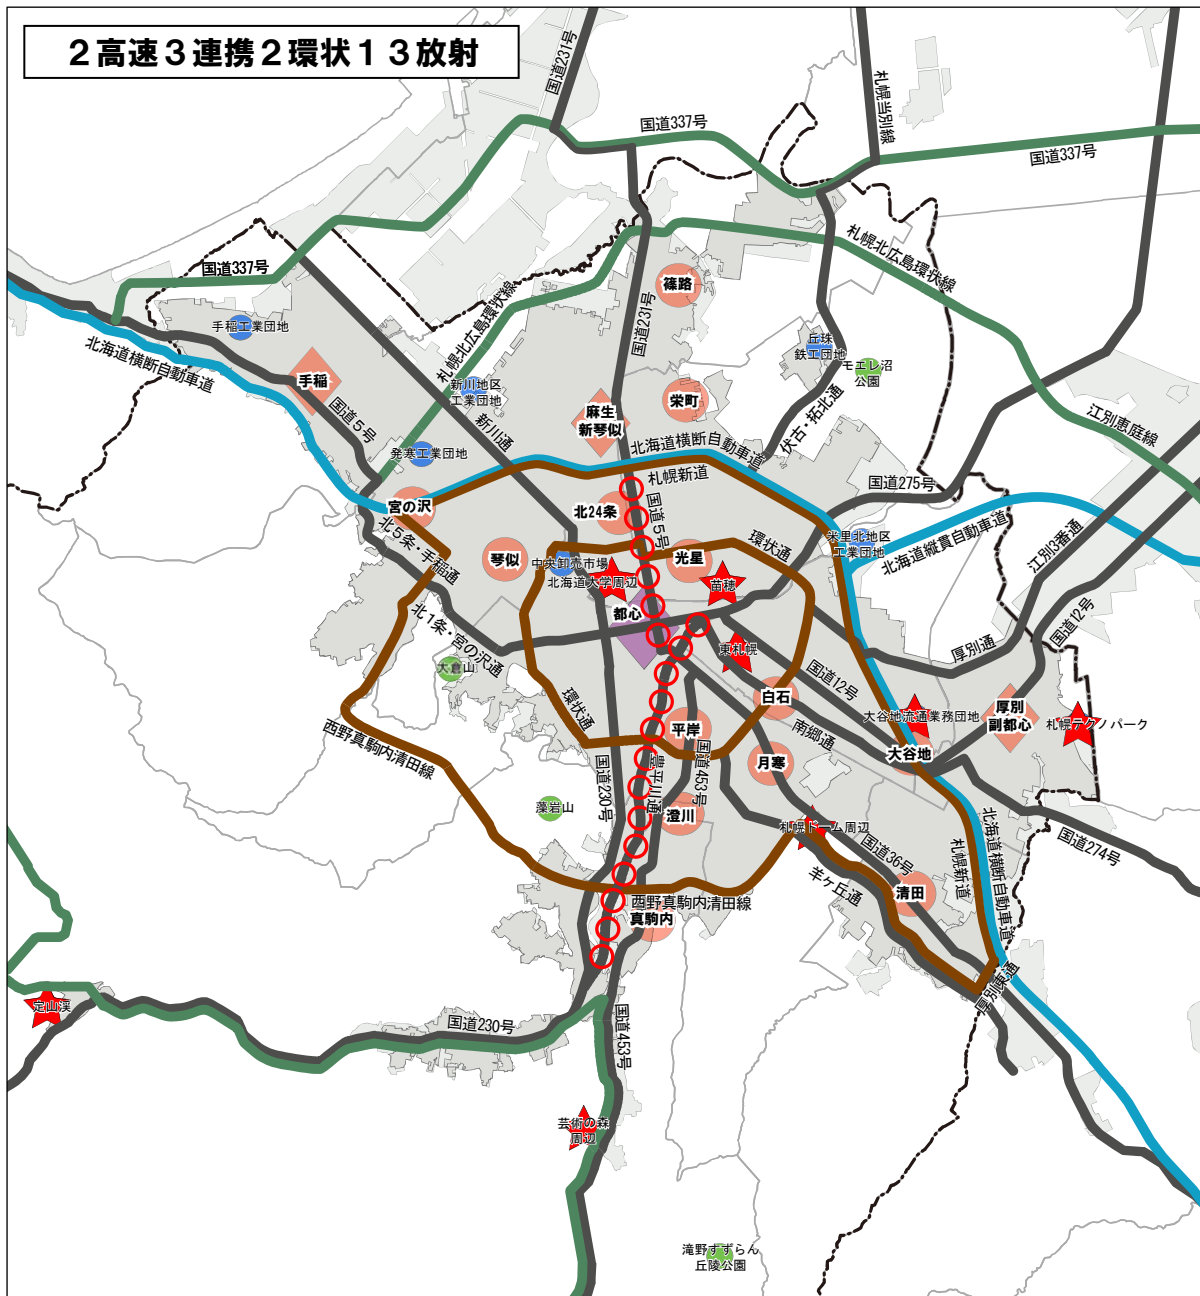 ２高速３連携２環状１３放射
国道231号
国道337号
札幌当別線
国道337号
国道337号
札幌北広島環状線
篠路
国道231号
手稲工業団地
北海道横断自動車道
札幌北広島環状線
丘珠
鉄工団地
モエレ沼
公園
手稲
国道５号
新川地区
工業団地
新川通
麻生
新琴似
栄町
伏古・拓北通
江別恵庭線
発寒工業団地
北海道横断自動車道
札幌新道
国道275号
宮の沢
北24条
国道５号
北５条・手稲通
琴似
中央卸売市場
北海道大学周辺
光星
環状通
苗穂
米里北地区
工業団地
北海道縦貫自動車道
江別3番通
都心
北１条・宮の沢通
東札幌
国道12号
厚別通
国道12号
大倉山
環状通
白石
西野真駒内清田線
平岸
南郷通
大谷地流通業務団地
厚別
副都心
札幌テクノパーク
大谷地
国道230号
豊平川通
国道453号
月寒
藻岩山
澄川
札幌ドーム周辺
国道36号
羊ケ丘通
札幌新道
北海道横断自動車道
国道274号
清田
西野真駒内清田線
真駒内
厚別東通
定山渓
国道230号
国道453号
芸術の森
周辺
滝野すずらん
丘陵公園